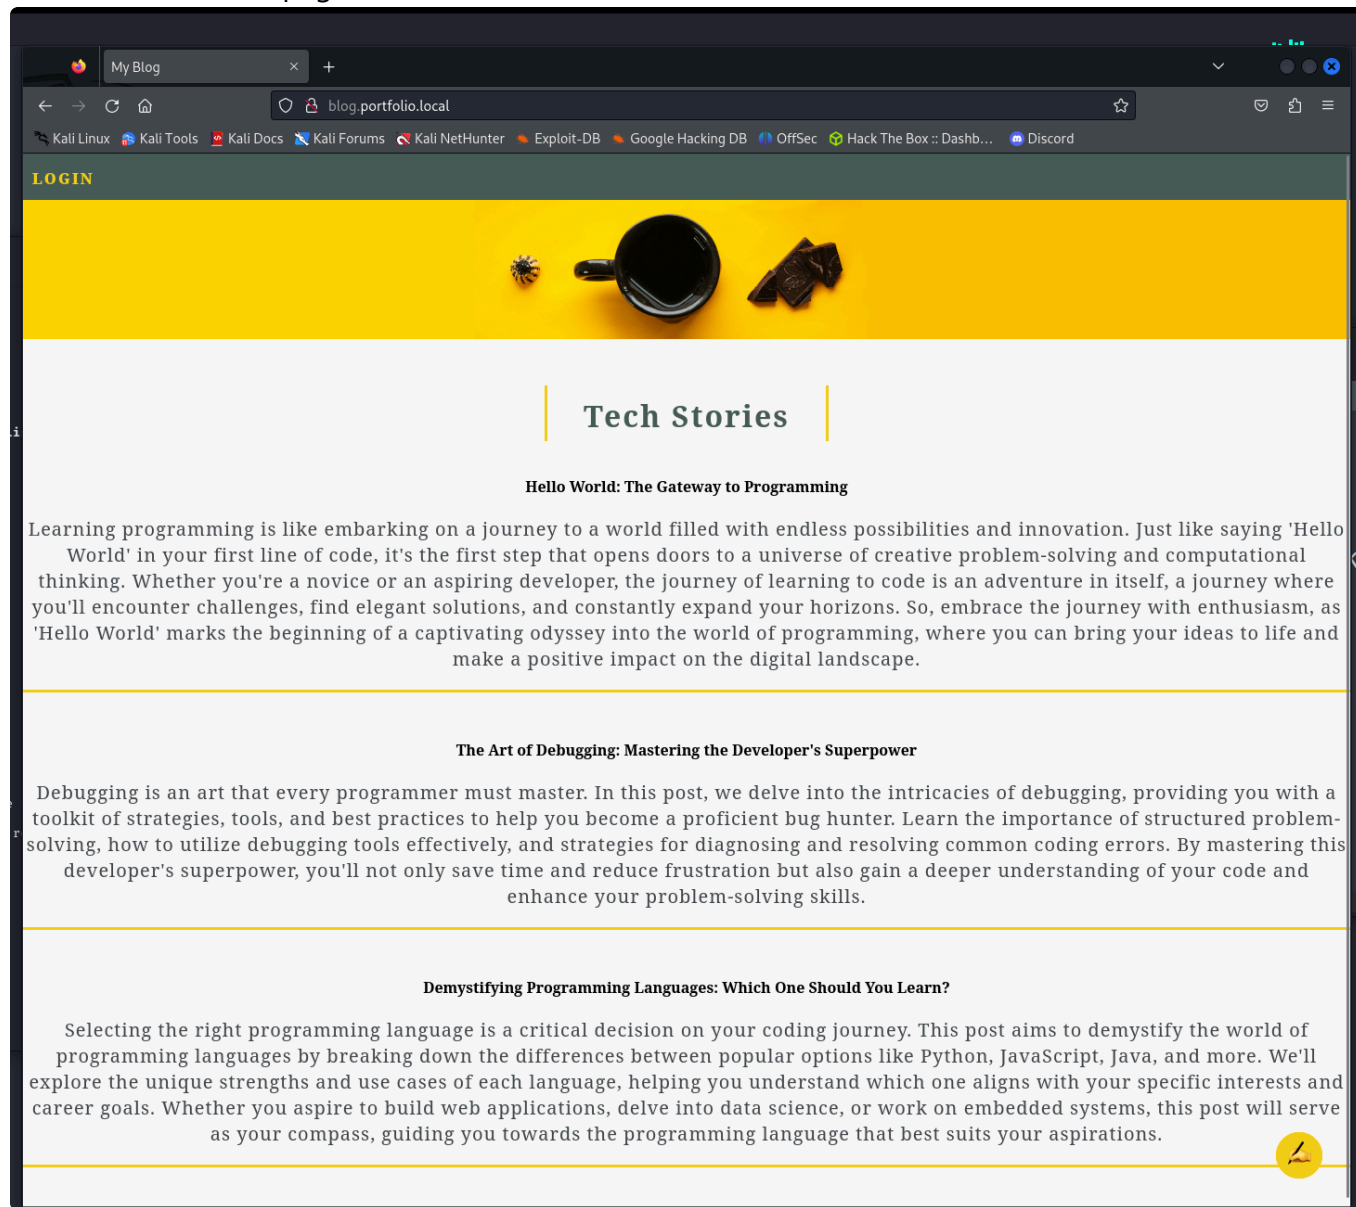 My Blog
blog.portfolio.local
Kali Linux Kali Tools Kali Docs Kali Forums Kali NetHunter Exploit-DB Google Hacking DB OffSec Hack The Box :: Dashb... Discord
LOGIN
Tech Stories
Hello World: The Gateway to Programming
Learning programming is like embarking on a journey to a world filled with endless possibilities and innovation. Just like saying 'Hello
World' in your first line of code, it's the first step that opens doors to a universe of creative problem-solving and computational
thinking. Whether you're a novice or an aspiring developer, the journey of learning to code is an adventure in itself, a journey where
you'll encounter challenges, find elegant solutions, and constantly expand your horizons. So, embrace the journey with enthusiasm, as
'Hello World' marks the beginning of a captivating odyssey into the world of programming, where you can bring your ideas to life and
make a positive impact on the digital landscape.
The Art of Debugging: Mastering the Developer's Superpower
Debugging is an art that every programmer must master. In this post, we delve into the intricacies of debugging, providing you with a
toolkit of strategies, tools, and best practices to help you become a proficient bug hunter. Learn the importance of structured problem-
solving, how to utilize debugging tools effectively, and strategies for diagnosing and resolving common coding errors. By mastering this
developer's superpower, you'll not only save time and reduce frustration but also gain a deeper understanding of your code and
enhance your problem-solving skills.
Demystifying Programming Languages: Which One Should You Learn?
Selecting the right programming language is a critical decision on your coding journey. This post aims to demystify the world of
programming languages by breaking down the differences between popular options like Python, JavaScript, Java, and more. We'll
explore the unique strengths and use cases of each language, helping you understand which one aligns with your specific interests and
career goals. Whether you aspire to build web applications, delve into data science, or work on embedded systems, this post will serve
as your compass, guiding you towards the programming language that best suits your aspirations.